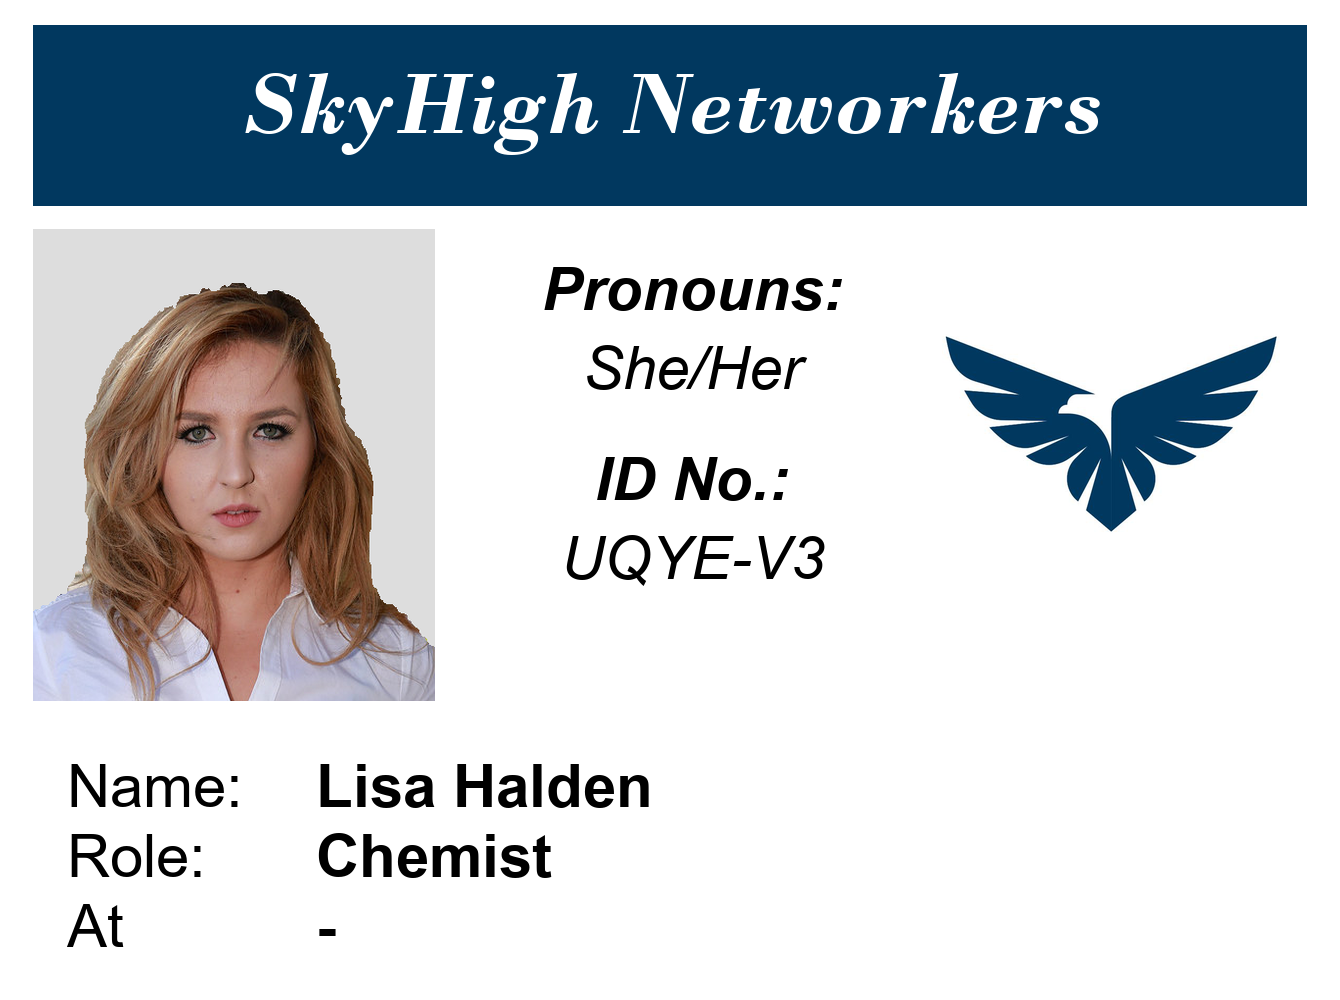 SkyHigh Networkers
Pronouns:
She/Her
ID No.:
UQYE-V3
Name: Lisa Halden
Role: Chemist
At -